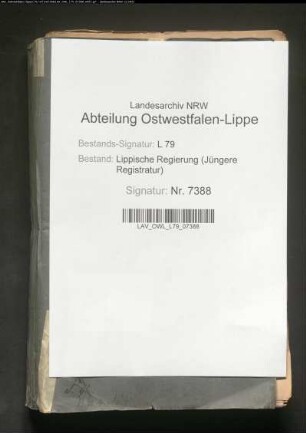 Landesarchiv NRW
Abteilung Ostwestfalen-Lippe
Bestands-Signatur: L 79
Bestand: Lippische Regierung (Jüngere
Registratur)
Signatur: Nr. 7388
LAV_OWL_L79_07388